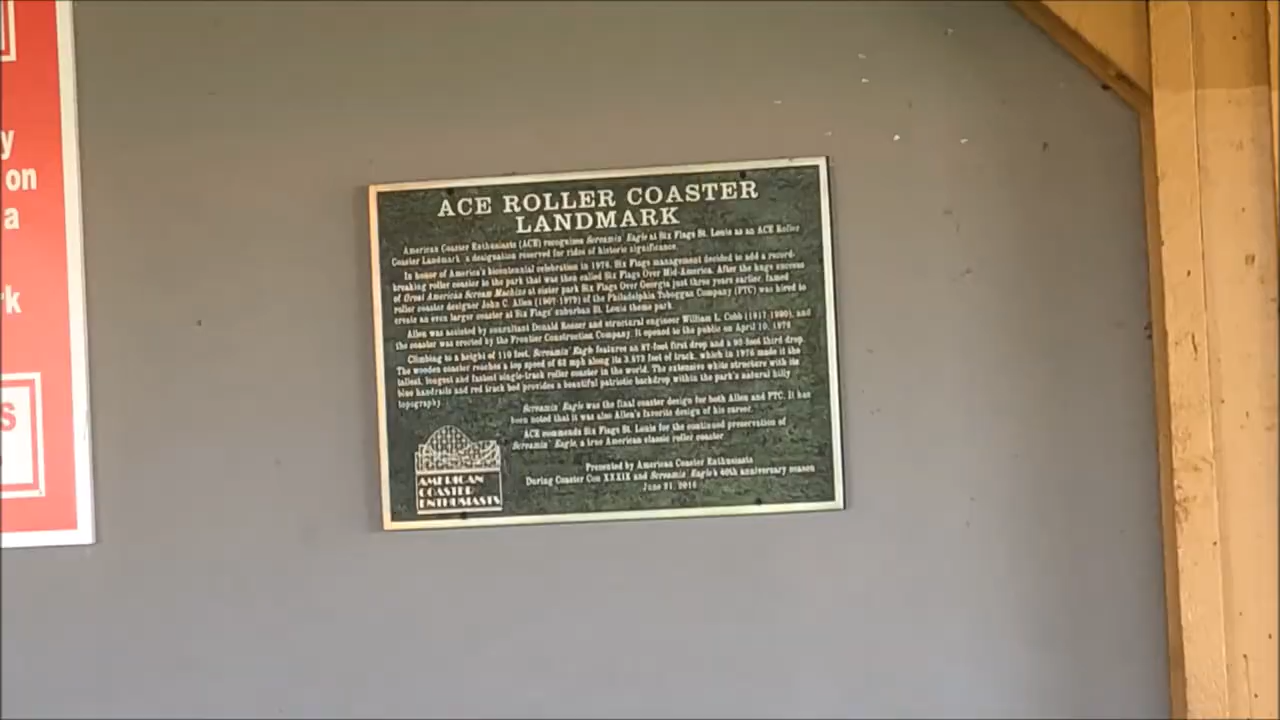 y
on
a
rk
S
ACE ROLLER COASTER
LANDMARK
American Coaster Enthusiasts (ACE) recognizes Screamin' Eagle at Six Flags St. Louis as an ACE Roller
Coaster Landmark, a designation reserved for rides of historic significance.
In honor of America's bicentennial celebration in 1976, Six Flags management decided to add a record-
breaking roller coaster to the park that was then called Six Flags Over Mid-America. After the huge success
of Great American Scream Machine at sister park Six Flags Over Georgia just three years earlier, famed
roller coaster designer John C. Allen (1907-1979) of the Philadelphia Toboggan Company (PTC) was hired to
create an even larger coaster at Six Flags' suburban St. Louis theme park.
Allen was assisted by consultant Donald Rosser and structural engineer William L. Cobb (1917-1990), and
the coaster was erected by the Frontier Construction Company. It opened to the public on April 10, 1976
Climbing to a height of 110 feet, Screamin' Eagle features an 87-foot first drop and a 92-foot third drop.
The wooden coaster reaches a top speed of 62 mph along its 3,872 feet of track, which in 1976 made it the
tallest, longest and fastest single-track roller coaster in the world. The extensive white structure with its
blue handrails and red track bed provides a beautiful patriotic backdrop within the park's natural hilly
topography.
Screamin' Eagle was the final coaster design for both Allen and PTC. It has
been noted that it was also Allen's favorite design of his career.
ACE commends Six Flags St. Louis for the continued preservation of
Screamin' Eagle, a true American classic roller coaster.
AMERICAN
COASTER
ENTHUSIASTS
Presented by American Coaster Enthusiasts
During Coaster Con XXXIX and Screamin' Eagle's 40th anniversary season
June 21, 2016